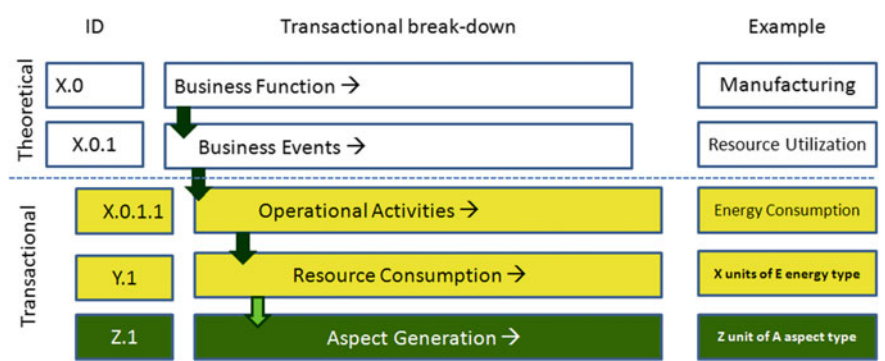 ID Transactional break-down Example
Theoretical
X.0 Business Function → Manufacturing
X.0.1 Business Events → Resource Utilization
Transactional
X.0.1.1 Operational Activities → Energy Consumption
Y.1 Resource Consumption → X units of E energy type
Z.1 Aspect Generation → Z unit of A aspect type